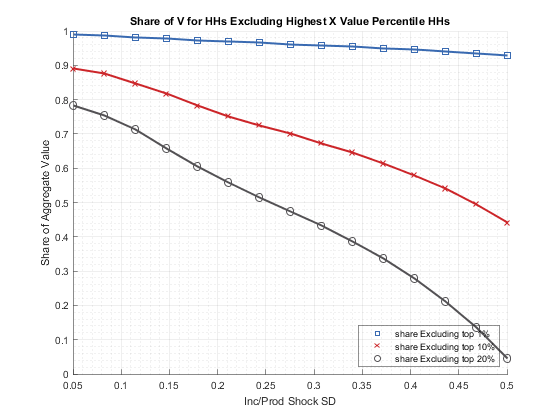 Share of V for HHs Excluding Highest X Value Percentile HHs
Share of Aggregate Value
1
0.9
0.8
0.7
0.6
0.5
0.4
0.3
0.2
0.1
0
share Excluding top 1%
share Excluding top 10%
share Excluding top 20%
0.05 0.1 0.15 0.2 0.25 0.3 0.35 0.4 0.45 0.5
Inc/Prod Shock SD